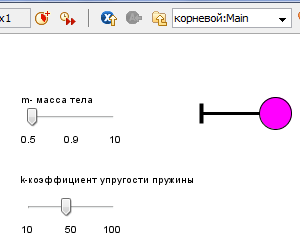 x1
корневой:Main
m- масса тела
0.5 0.9 10
k-коэффициент упругости пружины
10 50 100